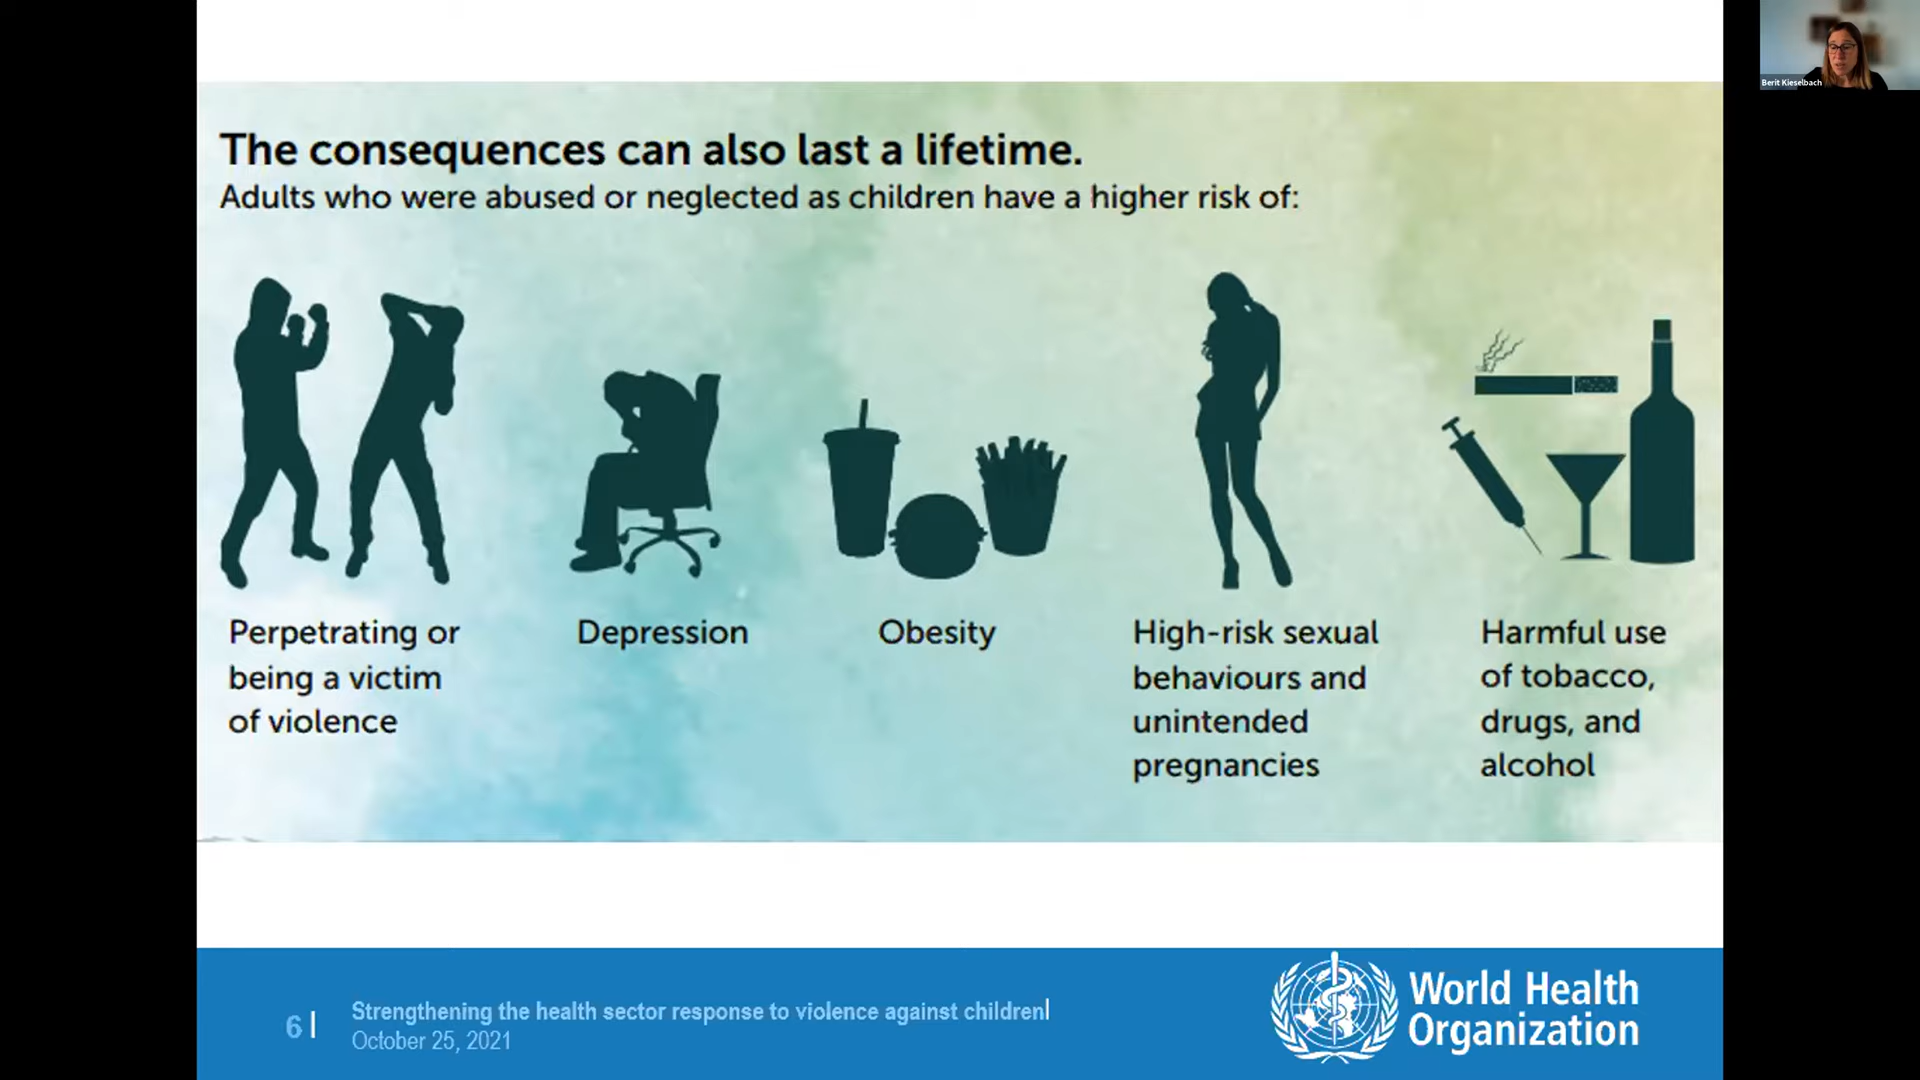 The consequences can also last a lifetime.
Adults who were abused or neglected as children have a higher risk of:
Perpetrating or
being a victim
of violence
Depression
Obesity
High-risk sexual
behaviours and
unintended
pregnancies
Harmful use
of tobacco,
drugs, and
alcohol
6 |
Strengthening the health sector response to violence against children|
October 25, 2021
World Health
Organization
Berit Kieselbach